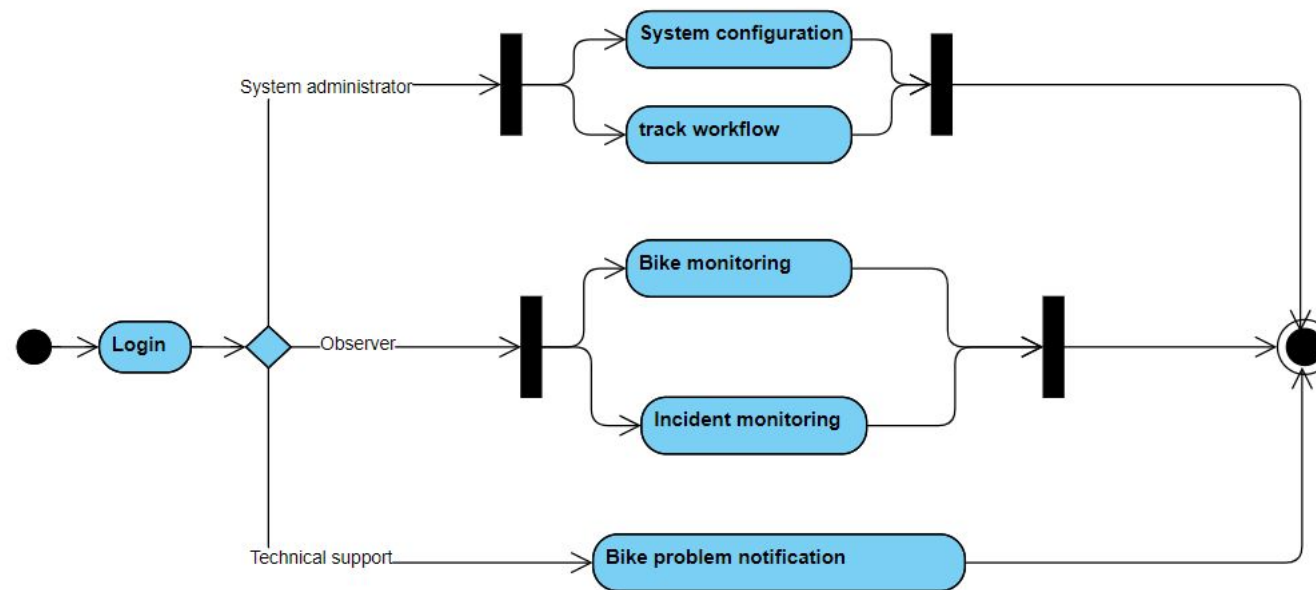 System configuration
System administrator
track workflow
Bike monitoring
Login
Observer
Incident monitoring
Technical support
Bike problem notification